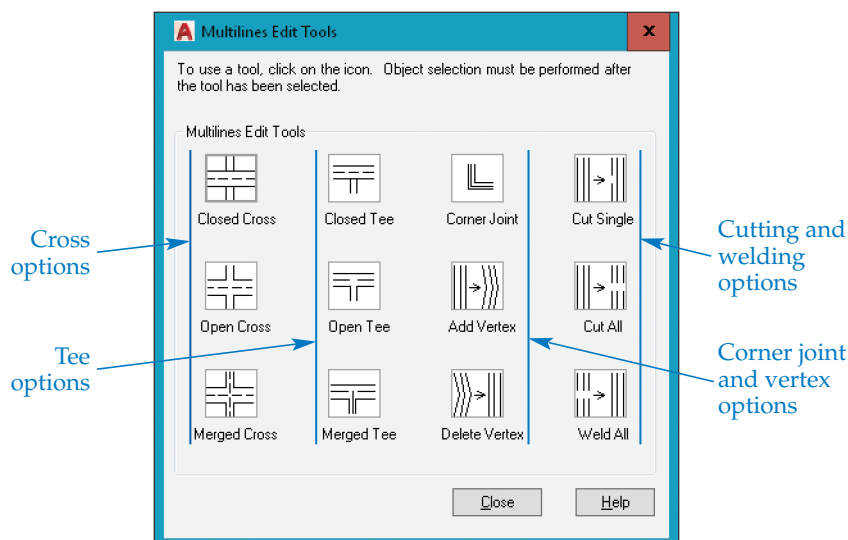 Multilines Edit Tools
x
To use a tool, click on the icon. Object selection must be performed after
the tool has been selected.
Multilines Edit Tools
Closed Cross
Closed Tee
Corner Joint
Cut Single
Open Cross
Open Tee
Add Vertex
Cut All
Merged Cross
Merged Tee
Delete Vertex
Weld All
Close
Help
Cross
options
Tee
options
Cutting and
welding
options
Corner joint
and vertex
options